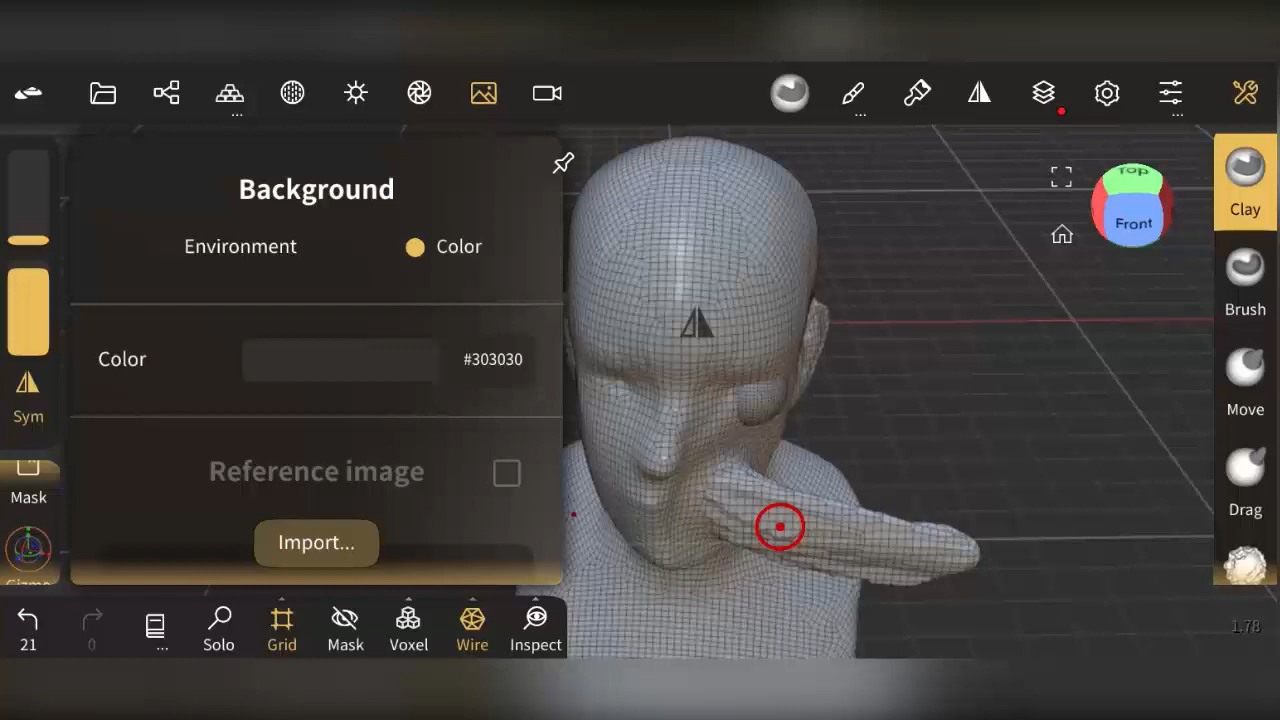 Background
Environment
Color
Color
#303030
Reference image
Import...
Sym
Mask
Top
Front
Clay
Brush
Move
Drag
1.78
21
0
...
Solo
Grid
Mask
Voxel
Wire
Inspect